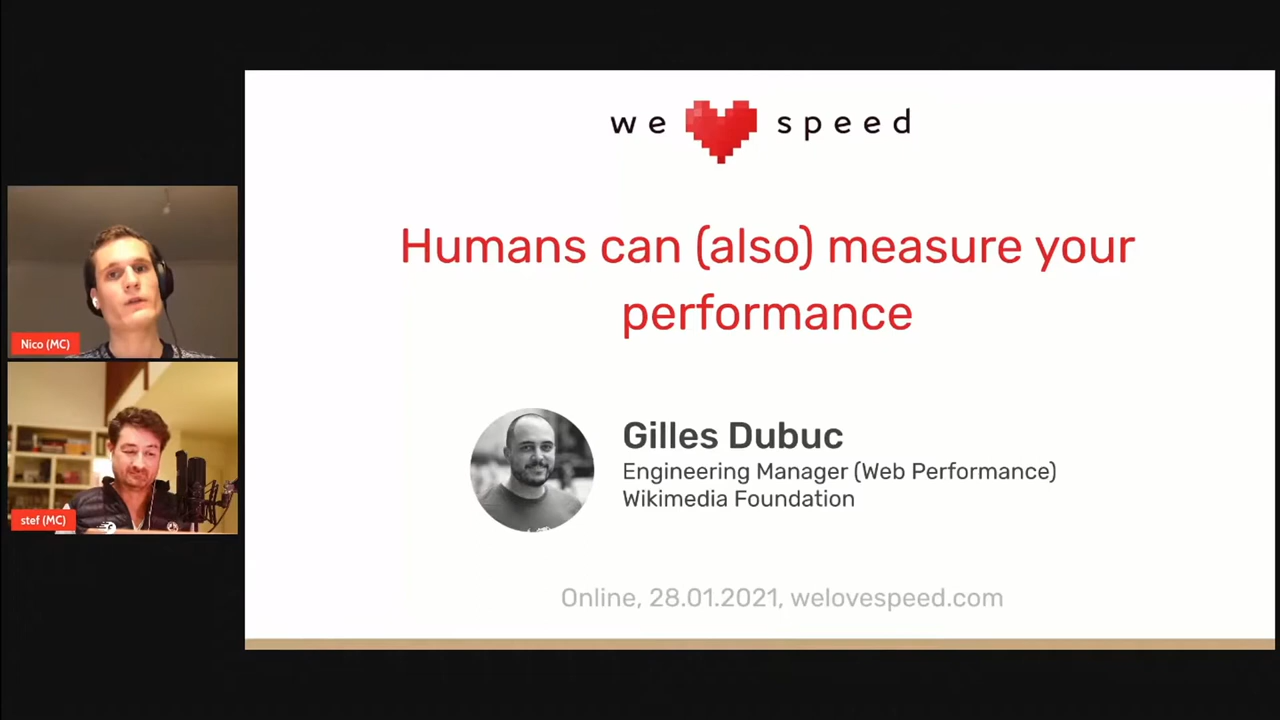 we speed
Humans can (also) measure your
performance
Gilles Dubuc
Engineering Manager (Web Performance)
Wikimedia Foundation
Online, 28.01.2021, welovespeed.com
Nico (MC)
stef (MC)